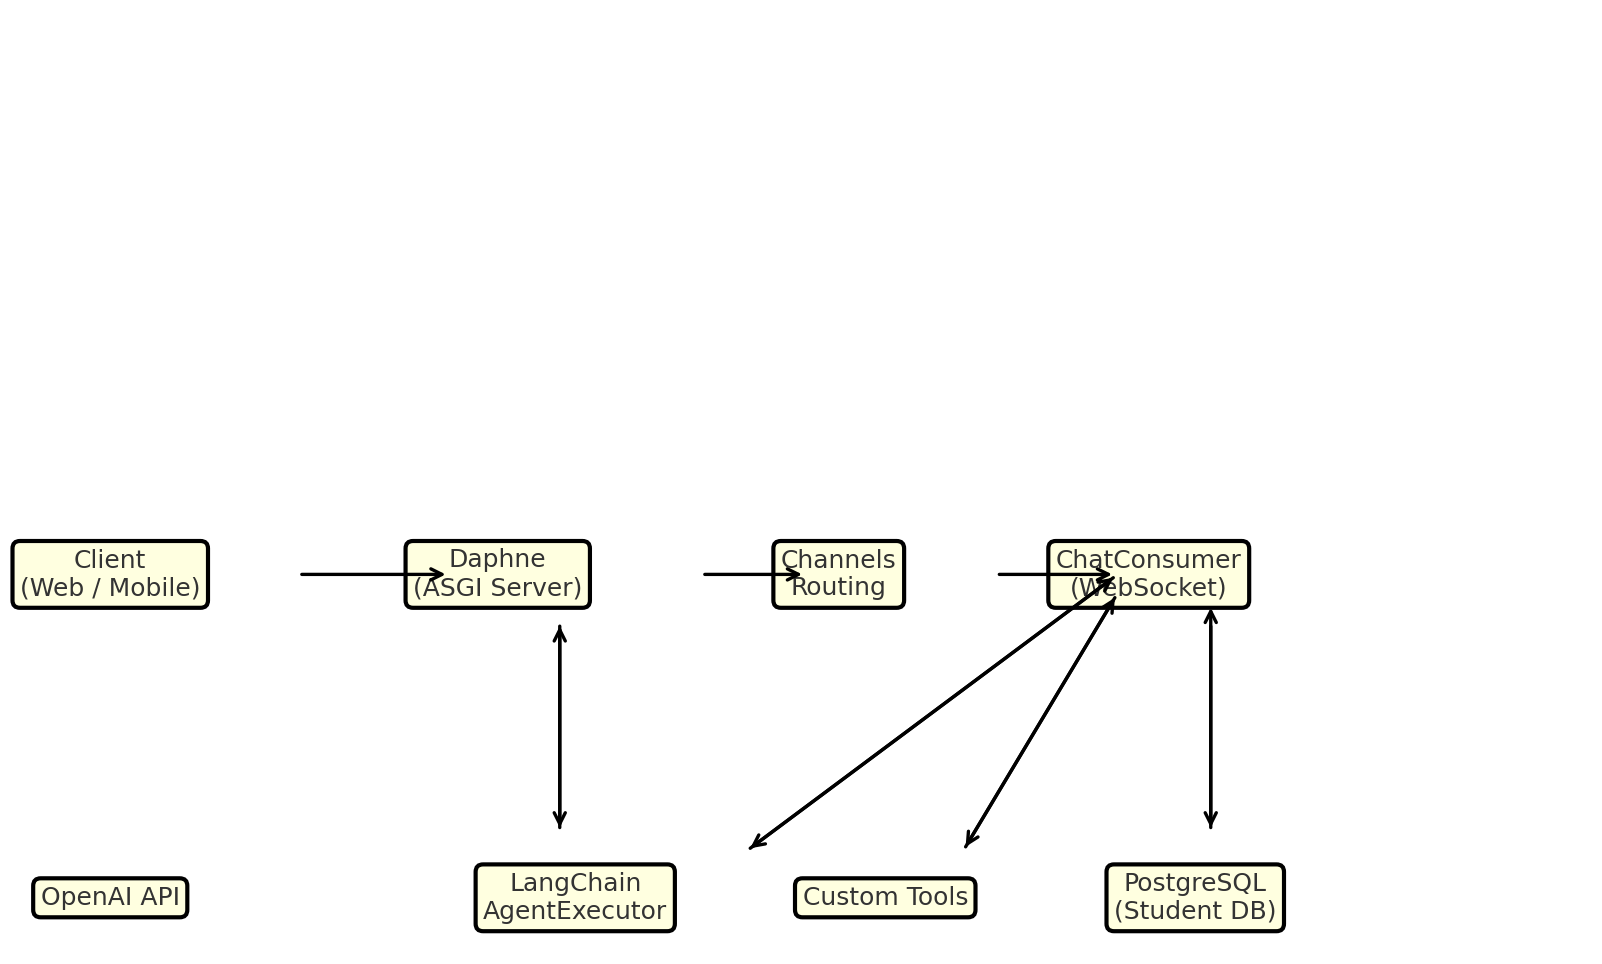 Client
(Web / Mobile)
Daphne
(ASGI Server)
Channels
Routing
ChatConsumer
(WebSocket)
OpenAI API
LangChain
AgentExecutor
Custom Tools
PostgreSQL
(Student DB)